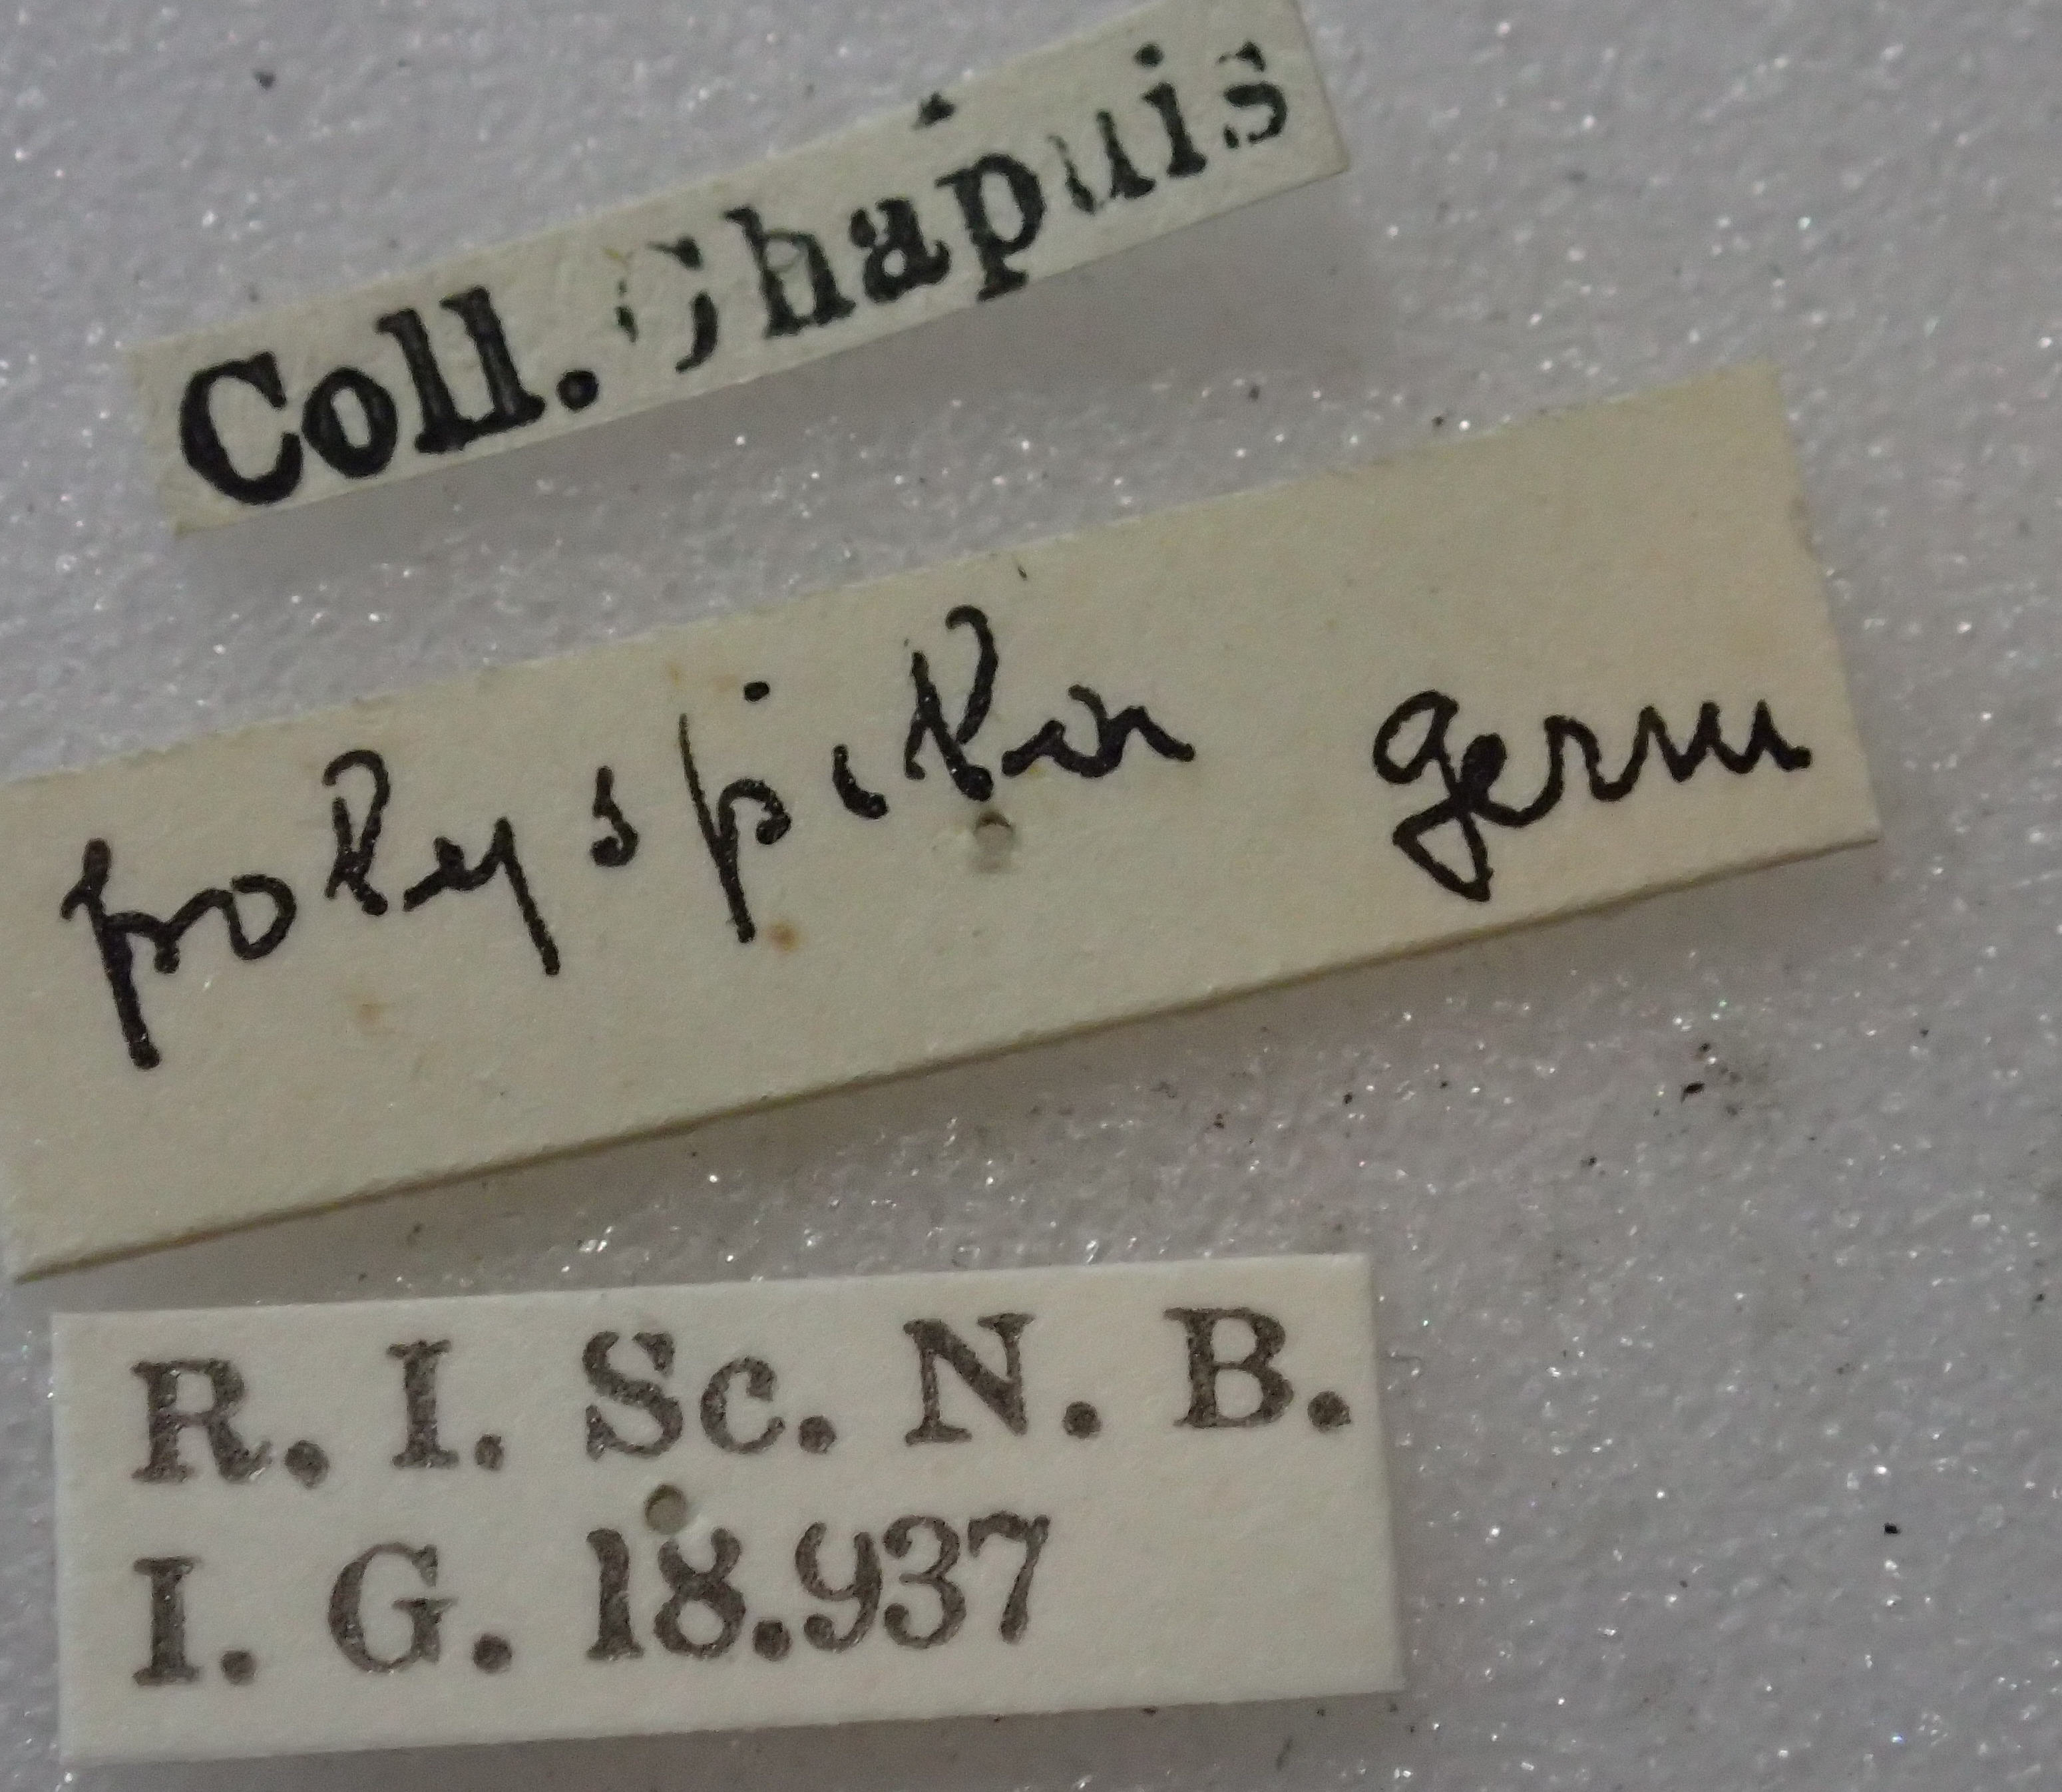 Coll. Chapuis
polyspila germ
R. I. Sc. N. B.
I. G. 18.937